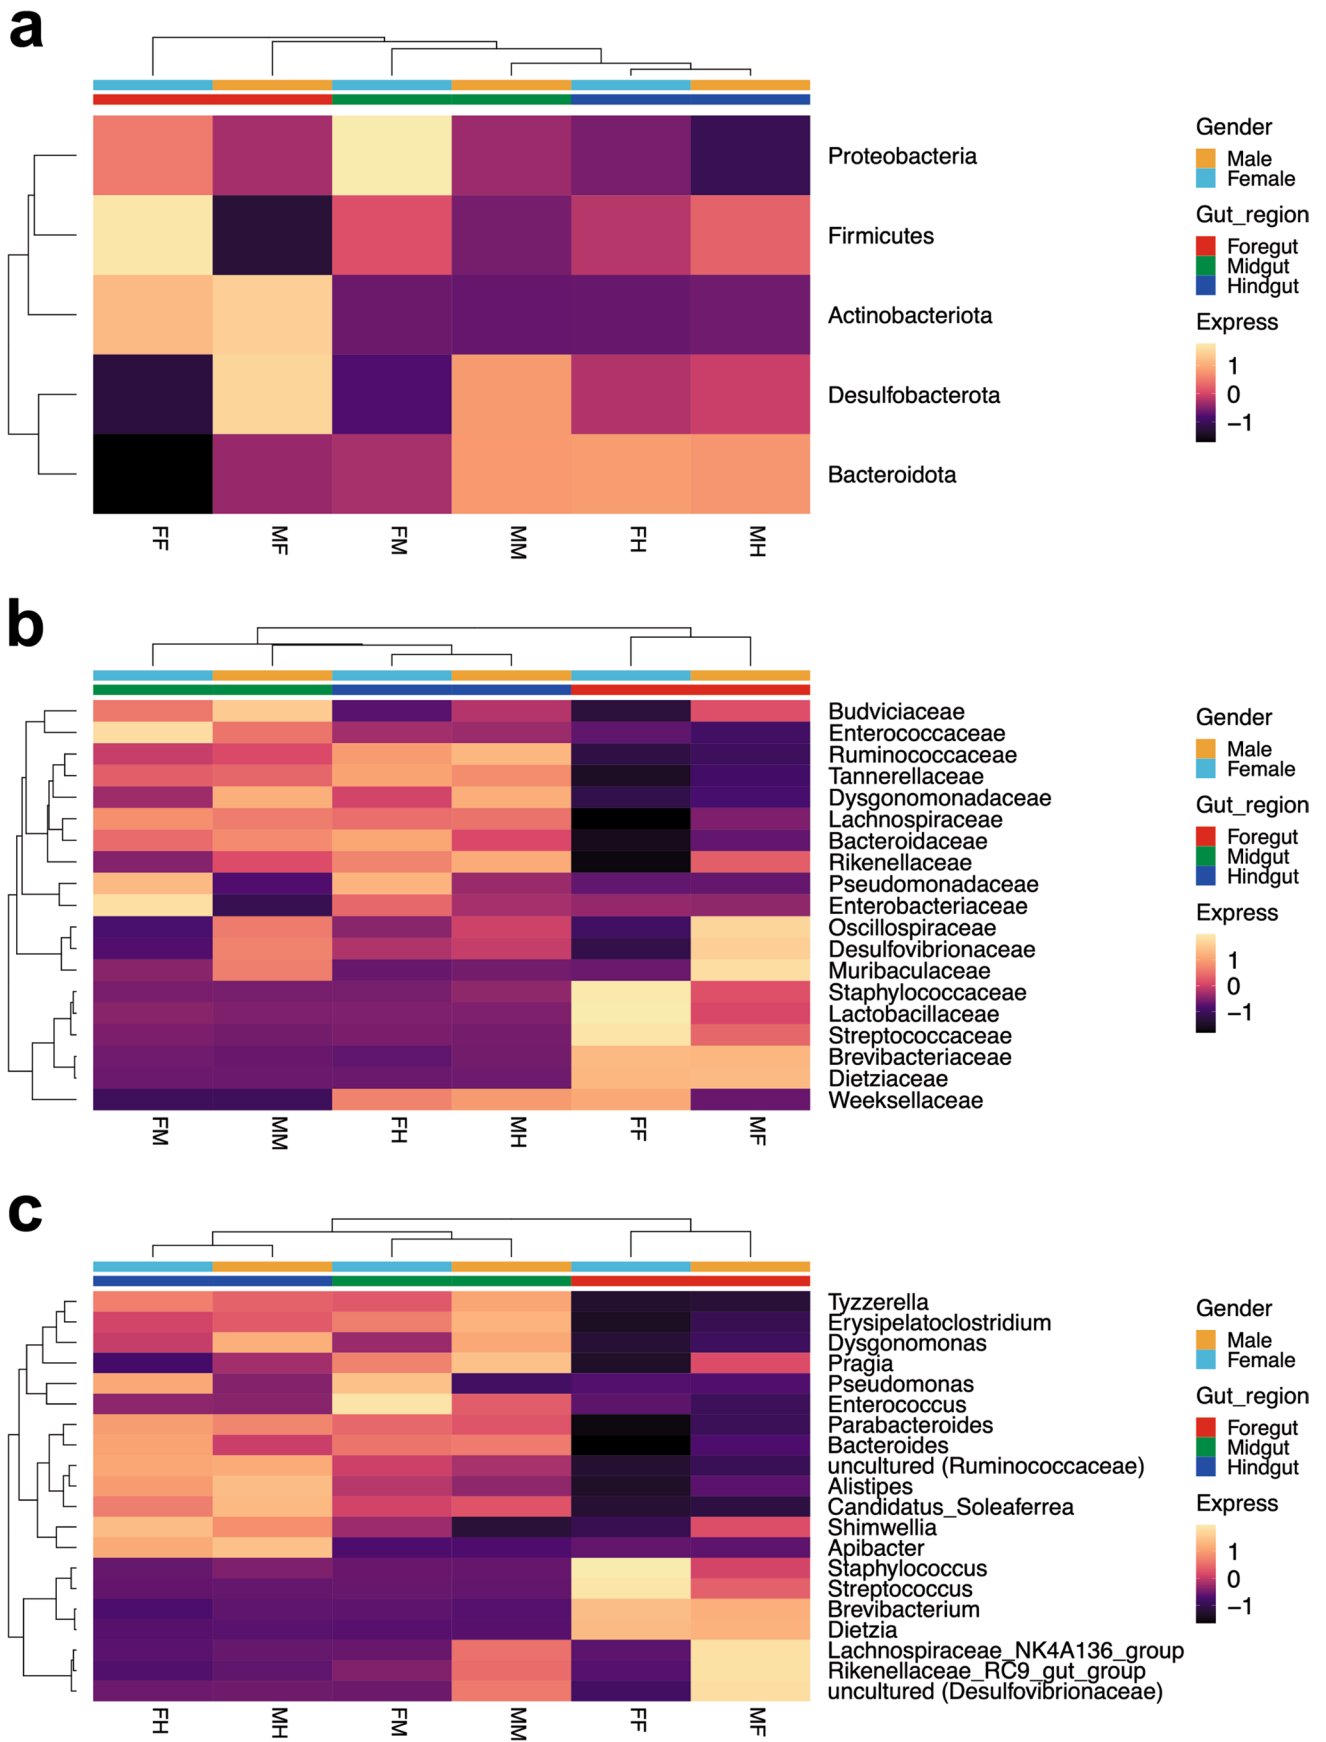 a
Proteobacteria
Firmicutes
Actinobacteriota
Desulfobacterota
Bacteroidota
FF MF FM MM FH MH
Gender
Male
Female
Gut_region
Foregut
Midgut
Hindgut
Express
1
0
−1
b
Budviciaceae
Enterococcaceae
Ruminococcaceae
Tannerellaceae
Dysgonomonadaceae
Lachnospiraceae
Bacteroidaceae
Rikenellaceae
Pseudomonadaceae
Enterobacteriaceae
Oscillospiraceae
Desulfovibrionaceae
Muribaculaceae
Staphylococcaceae
Lactobacillaceae
Streptococcaceae
Brevibacteriaceae
Dietziaceae
Weeksellaceae
FM MM FH MH FF MF
Gender
Male
Female
Gut_region
Foregut
Midgut
Hindgut
Express
1
0
−1
c
Tyzzerella
Erysipelatoclostridium
Dysgonomonas
Pragia
Pseudomonas
Enterococcus
Parabacteroides
Bacteroides
uncultured (Ruminococcaceae)
Alistipes
Candidatus_Soleaferrea
Shimwellia
Apibacter
Staphylococcus
Streptococcus
Brevibacterium
Dietzia
Lachnospiraceae_NK4A136_group
Rikenellaceae_RC9_gut_group
uncultured (Desulfovibrionaceae)
FH MH FM MM FF MF
Gender
Male
Female
Gut_region
Foregut
Midgut
Hindgut
Express
1
0
−1